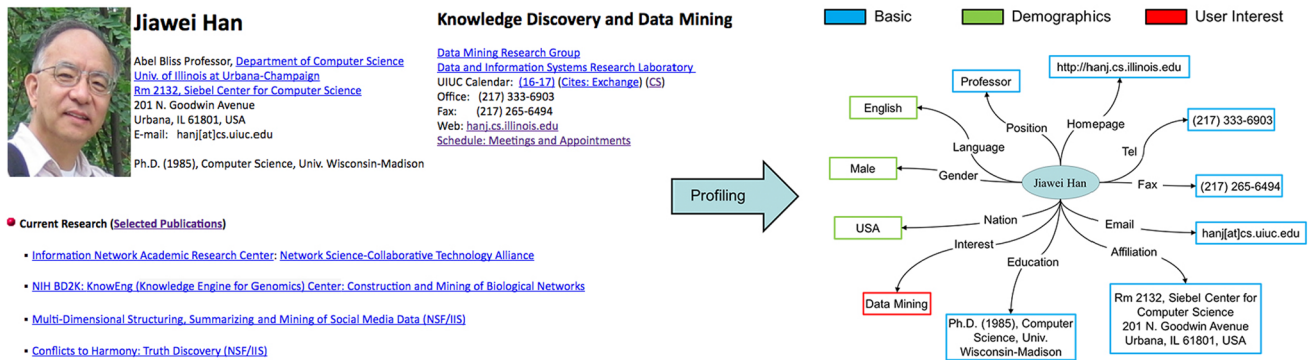 Jiawei Han
Abel Bliss Professor, Department of Computer Science
Univ. of Illinois at Urbana-Champaign
Rm 2132, Siebel Center for Computer Science
201 N. Goodwin Avenue
Urbana, IL 61801, USA
E-mail: hanj[at]cs.uiuc.edu
Ph.D. (1985), Computer Science, Univ. Wisconsin-Madison
Knowledge Discovery and Data Mining
Data Mining Research Group
Data and Information Systems Research Laboratory
UIUC Calendar: (16-17) (Cites: Exchange) (CS)
Office: (217) 333-6903
Fax: (217) 265-6494
Web: hanj.cs.illinois.edu
Schedule: Meetings and Appointments
Current Research (Selected Publications)
Information Network Academic Research Center: Network Science-Collaborative Technology Alliance
NIH BD2K: KnowEng (Knowledge Engine for Genomics) Center: Construction and Mining of Biological Networks
Multi-Dimensional Structuring, Summarizing and Mining of Social Media Data (NSF/IIS)
Conflicts to Harmony: Truth Discovery (NSF/IIS)
Profiling
Basic
Demographics
User Interest
http://hanj.cs.illinois.edu
Professor
English
(217) 333-6903
Position
Homepage
Language
Tel
Male
Gender
Jiawei Han
Fax
(217) 265-6494
USA
Nation
Email
hanj[at]cs.uiuc.edu
Interest
Affiliation
Education
Data Mining
Ph.D. (1985), Computer
Science, Univ.
Wisconsin-Madison
Rm 2132, Siebel Center for
Computer Science
201 N. Goodwin Avenue
Urbana, IL 61801, USA